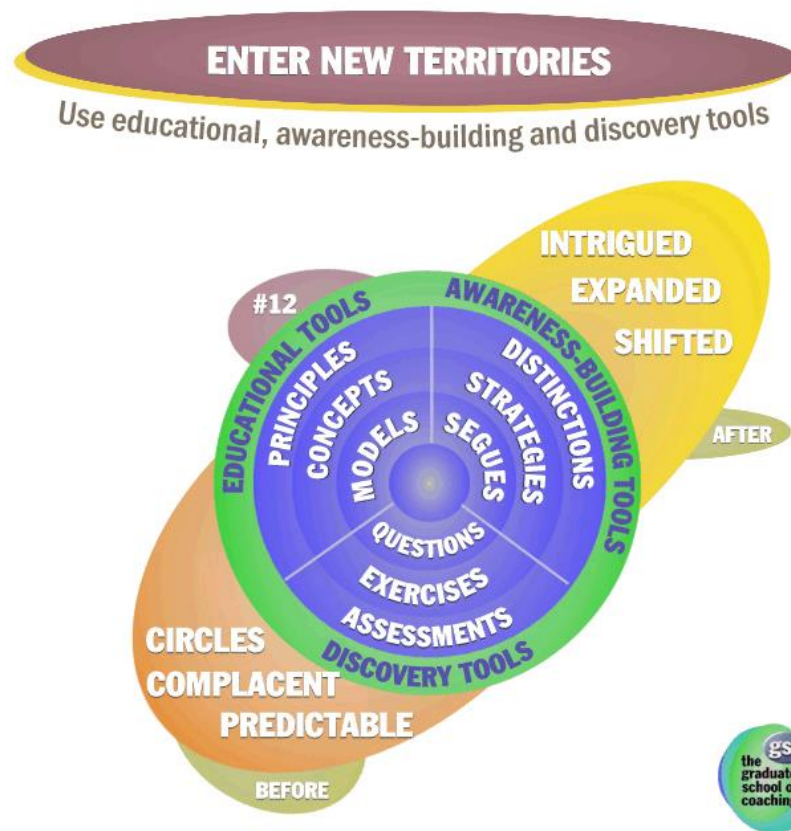 ENTER NEW TERRITORIES
Use educational, awareness-building and discovery tools
INTRIGUED
EXPANDED
SHIFTED
#12
EDUCATIONAL TOOLS
AWARENESS-BUILDING TOOLS
PRINCIPLES
CONCEPTS
MODELS
DISTINCTIONS
STRATEGIES
SEGUES
AFTER
QUESTIONS
EXERCISES
ASSESSMENTS
DISCOVERY TOOLS
CIRCLES
COMPLACENT
PREDICTABLE
BEFORE
gs
the
graduate
school o
coaching